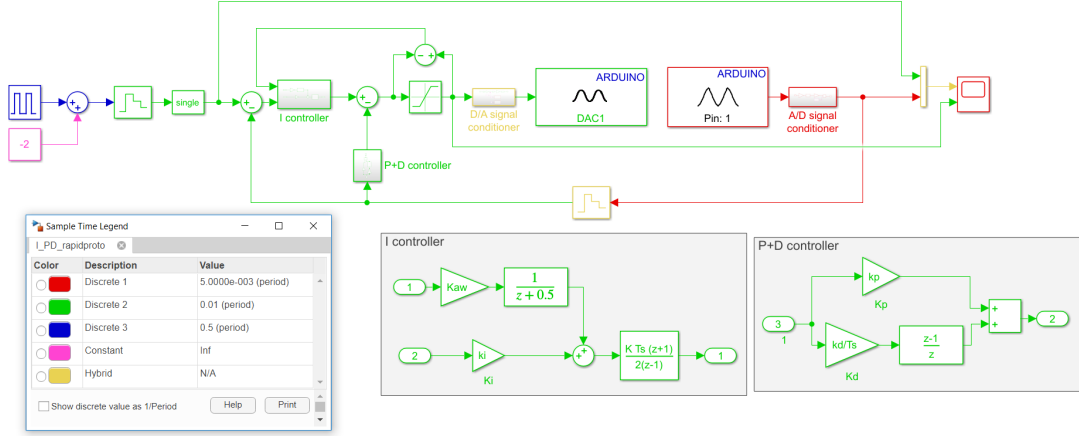 ARDUINO
ARDUINO
single
-2
I controller
D/A signal
conditioner
DAC1
Pin: 1
A/D signal
conditioner
P+D controller
Sample Time Legend
I_PD_rapidproto
Color Description Value
Discrete 1 5.0000e-003 (period)
Discrete 2 0.01 (period)
Discrete 3 0.5 (period)
Constant Inf
Hybrid N/A
Show discrete value as 1/Period
Help Print
I controller
1
Kaw
1
z + 0.5
2
ki
Ki
K Ts (z+1)
2(z-1)
1
P+D controller
kp
Kp
3
1
kd/Ts
Kd
z-1
z
2